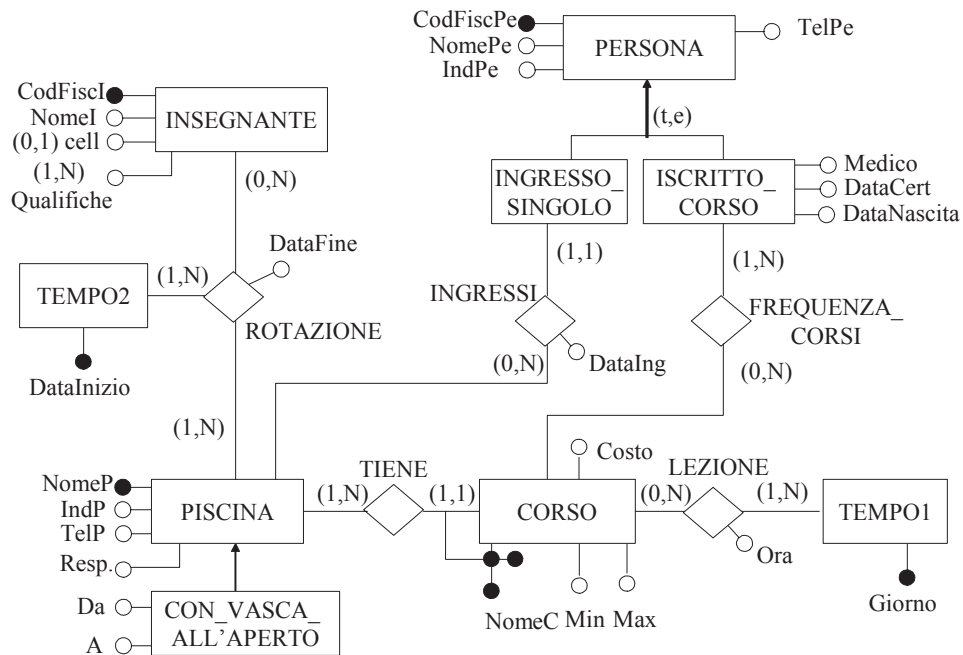 CodFiscPe
NomePe
IndPe
PERSONA
TelPe
(t,e)
CodFiscI
NomeI
(0,1) cell
(1,N)
Qualifiche
INSEGNANTE
(0,N)
INGRESSO_
SINGOLO
ISCRITTO_
CORSO
Medico
DataCert
DataNascita
DataFine
(1,1)
(1,N)
TEMPO2
(1,N)
ROTAZIONE
DataInizio
INGRESSI
(0,N)
DataIng
FREQUENZA_
CORSI
(0,N)
(1,N)
NomeP
IndP
TelP
Resp.
PISCINA
(1,N)
TIENE
(1,1)
CORSO
Costo
(0,N)
LEZIONE
(1,N)
TEMPO1
Ora
Giorno
NomeC
Min
Max
Da
A
CON_VASCA_
ALL'APERTO